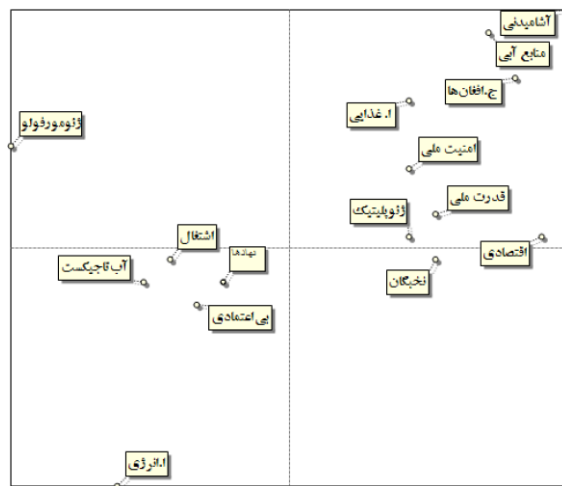 آشامیدنی
منابع آبی
ج.افغان‌ها
ا. غذایی
ژئومورفولو
امنیت ملی
قدرت ملی
ژئوپلیتیک
اشتغال
اقتصادی
نهادها
آب تاجیکست
نخبگان
بی اعتمادی
ا.انرژی